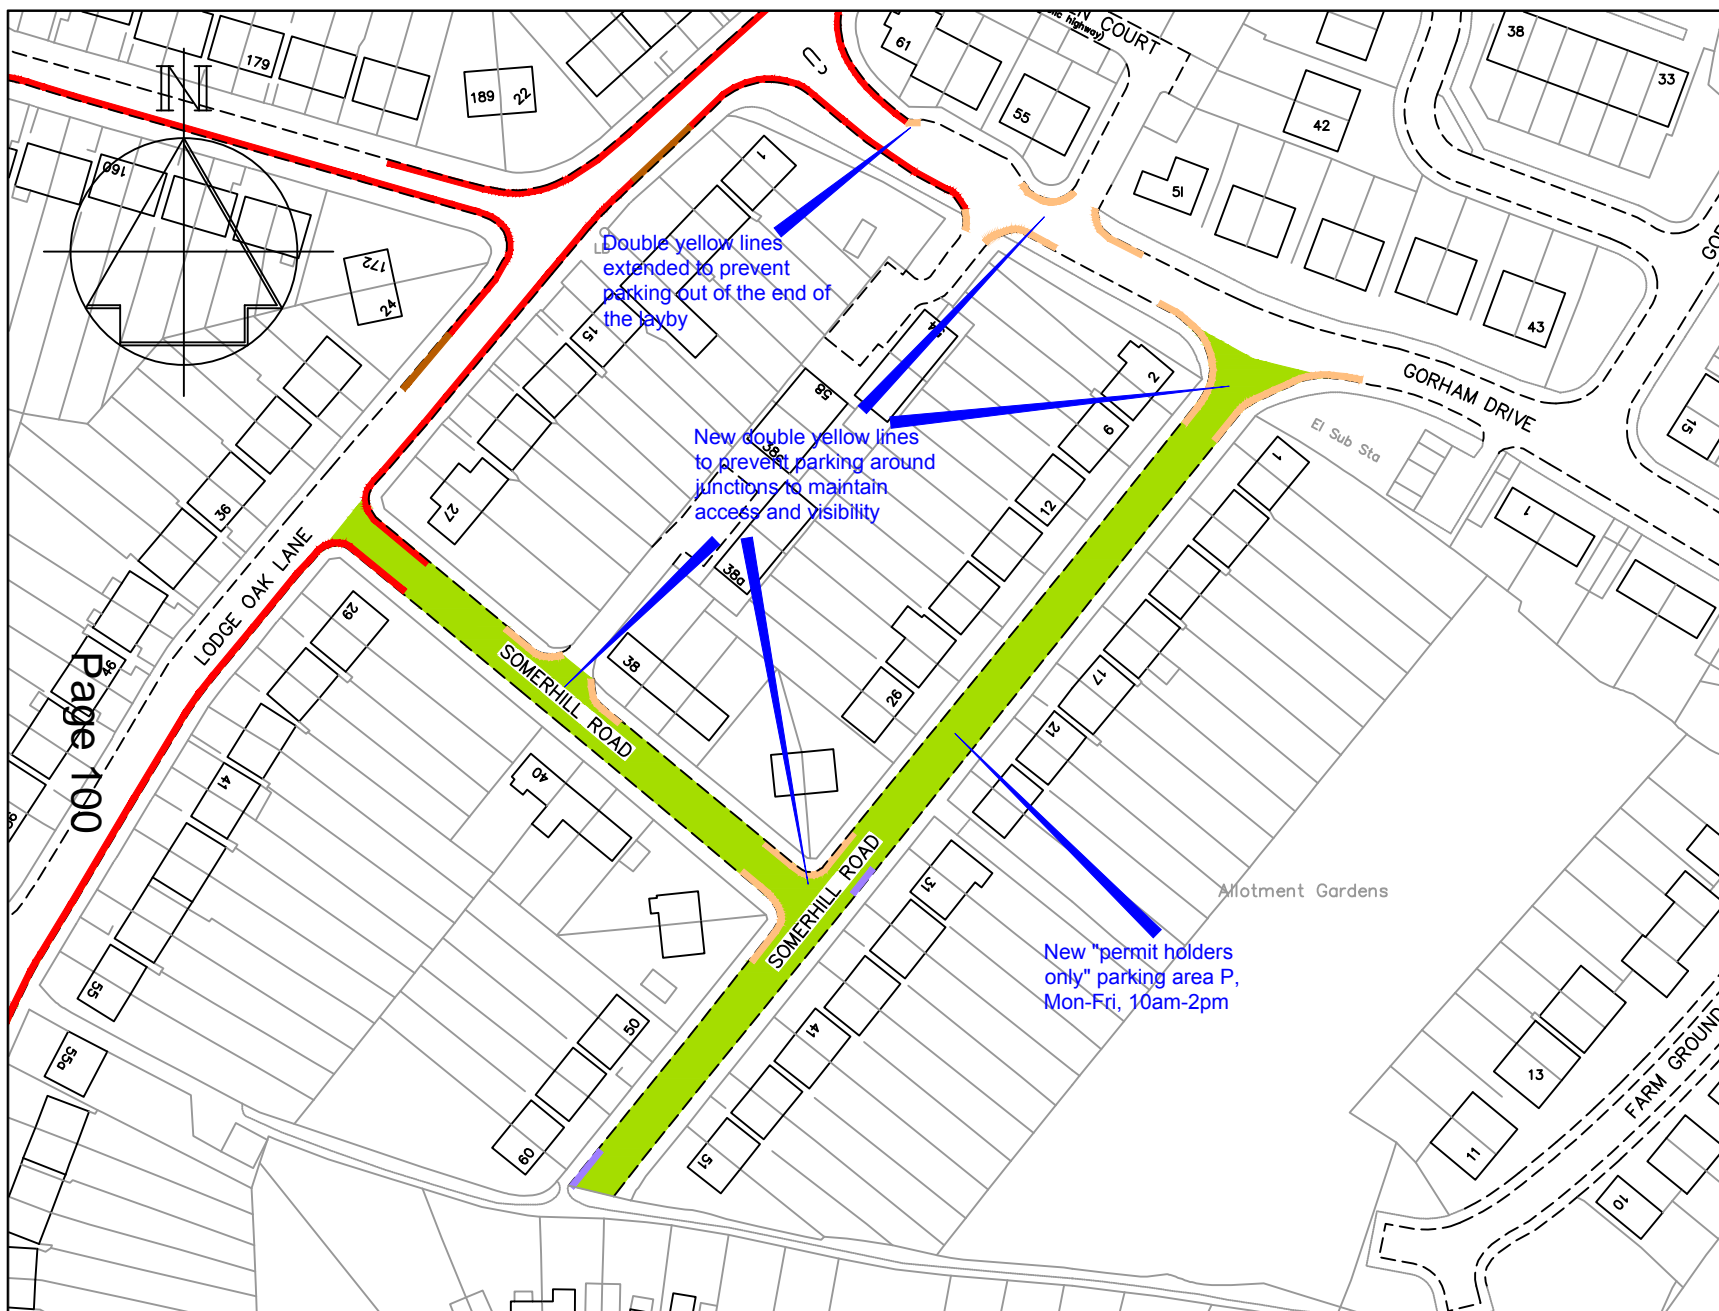 EN COURT
61
38
33
179
189
22
55
42
N
160
1
51
172
24
LB
Double yellow lines
extended to prevent
parking out of the end of
the layby
15
43
2
GORHAM DRIVE
58
6
15
El Sub Sta
New double yellow lines
to prevent parking around
junctions to maintain
access and visibility
1
36
27
12
1
LODGE OAK LANE
38a
29
38
46
SOMERHILL ROAD
17
26
21
Page 100
40
41
SOMERHILL ROAD
31
Allotment Gardens
New "permit holders
only" parking area P,
Mon-Fri, 10am-2pm
55
50
41
55a
13
FARM GROUND
60
51
11
10